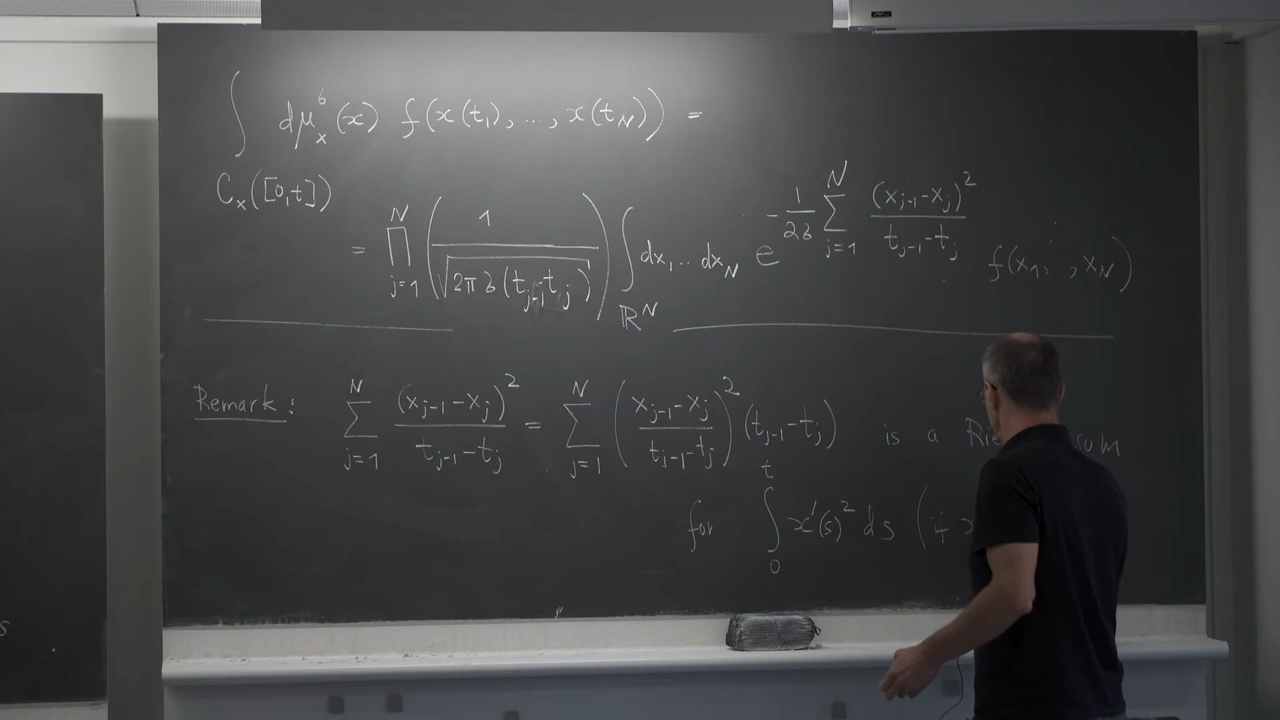 ∫_{C_x([0,t])} dμ_x^σ(x) f(x(t_1), ..., x(t_N)) =
= ∏_{j=1}^N (1/√(2πσ(t_{j-1}-t_j))) ∫_{ℝ^N} dx_1..dx_N e^{-1/(2σ) ∑_{j=1}^N (x_{j-1}-x_j)^2/(t_{j-1}-t_j)} f(x_1, , x_N)
Remark: ∑_{j=1}^N (x_{j-1}-x_j)^2/(t_{j-1}-t_j) = ∑_{j=1}^N ((x_{j-1}-x_j)/(t_{j-1}-t_j))^2 (t_{j-1}-t_j) is a
for ∫_0^t x'(s)^2 ds (if x
s